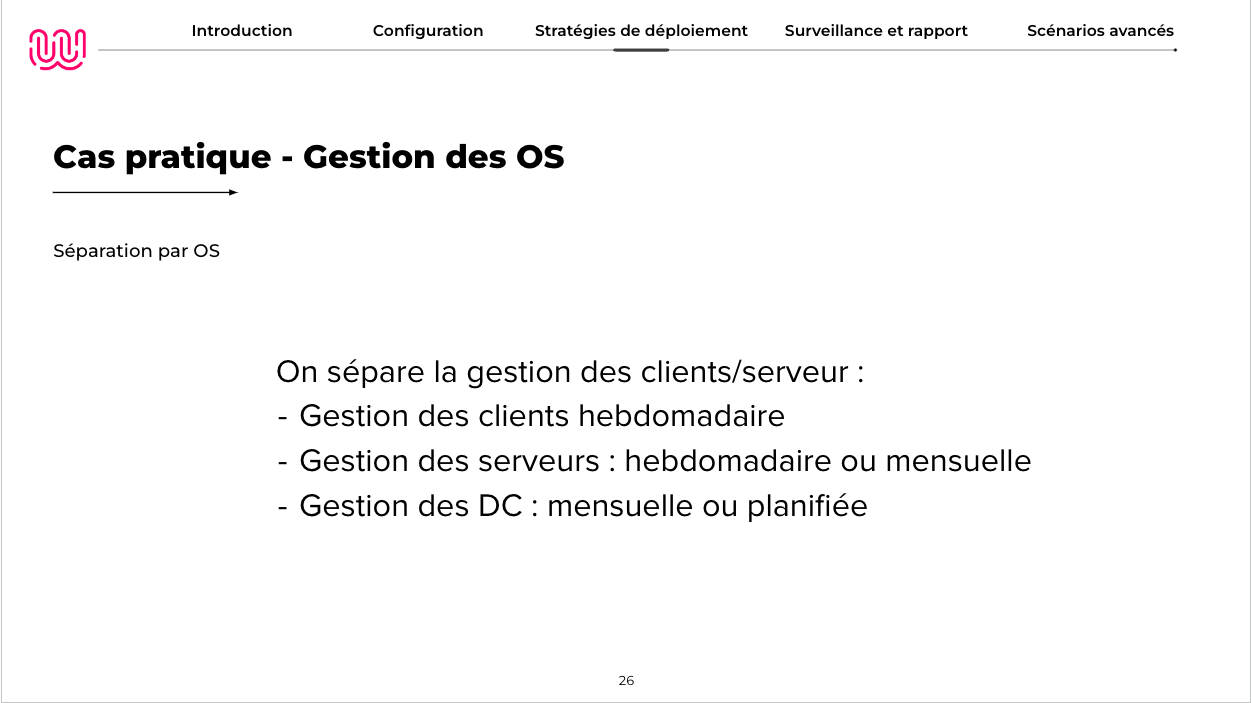 Introduction Configuration Stratégies de déploiement Surveillance et rapport Scénarios avancés
Cas pratique - Gestion des OS
Séparation par OS
On sépare la gestion des clients/serveur :
- Gestion des clients hebdomadaire
- Gestion des serveurs : hebdomadaire ou mensuelle
- Gestion des DC : mensuelle ou planifiée
26